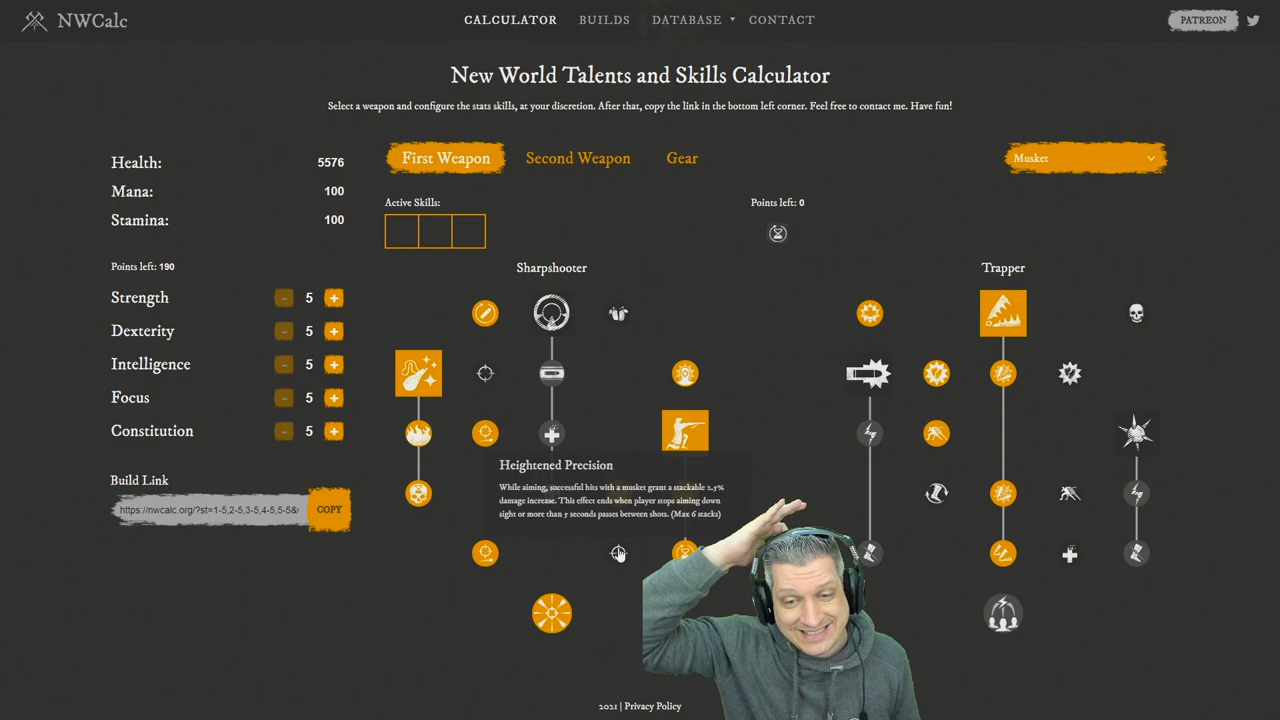 NWCalc
CALCULATOR
BUILDS
DATABASE
CONTACT
PATREON
New World Talents and Skills Calculator
Select a weapon and configure the stats skills, at your discretion. After that, copy the link in the bottom left corner. Feel free to contact me. Have fun!
Health: 5576
Mana: 100
Stamina: 100
Points left: 190
Strength - 5 +
Dexterity - 5 +
Intelligence - 5 +
Focus - 5 +
Constitution - 5 +
Build Link
https://nwcalc.org/?st=1-5,2-5,3-5,4-5,5-5&
COPY
First Weapon
Second Weapon
Gear
Musket
Active Skills:
Points left: 0
Sharpshooter
Trapper
Heightened Precision
While aiming, successful hits with a musket grant a stackable 2.5%
damage increase. This effect ends when player stops aiming down
sight or more than 5 seconds passes between shots. (Max 6 stacks)
2021 | Privacy Policy